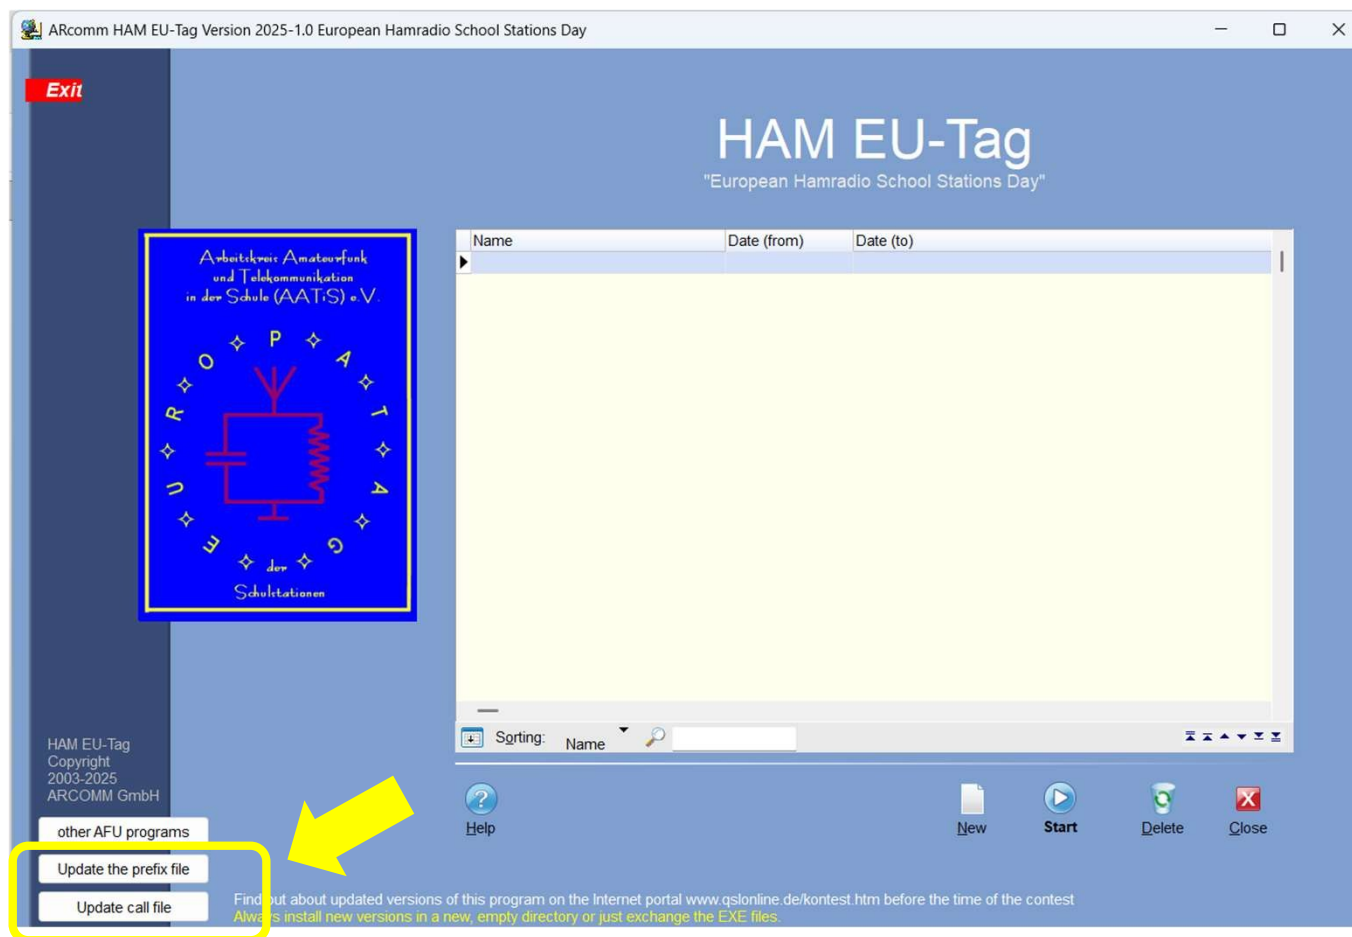 ARcomm HAM EU-Tag Version 2025-1.0 European Hamradio School Stations Day
Exit
HAM EU-Tag
"European Hamradio School Stations Day"
Arbeitskreis Amateurfunk
und Telekommunikation
in der Schule (AATiS) e.V.
EUROPATAG
der
Schulstationen
Name Date (from) Date (to)
Sorting: Name
HAM EU-Tag
Copyright
2003-2025
ARCOMM GmbH
Help
New
Start
Delete
Close
other AFU programs
Update the prefix file
Update call file
Find out about updated versions of this program on the Internet portal www.qslonline.de/kontest.htm before the time of the contest
Always install new versions in a new, empty directory or just exchange the EXE files.